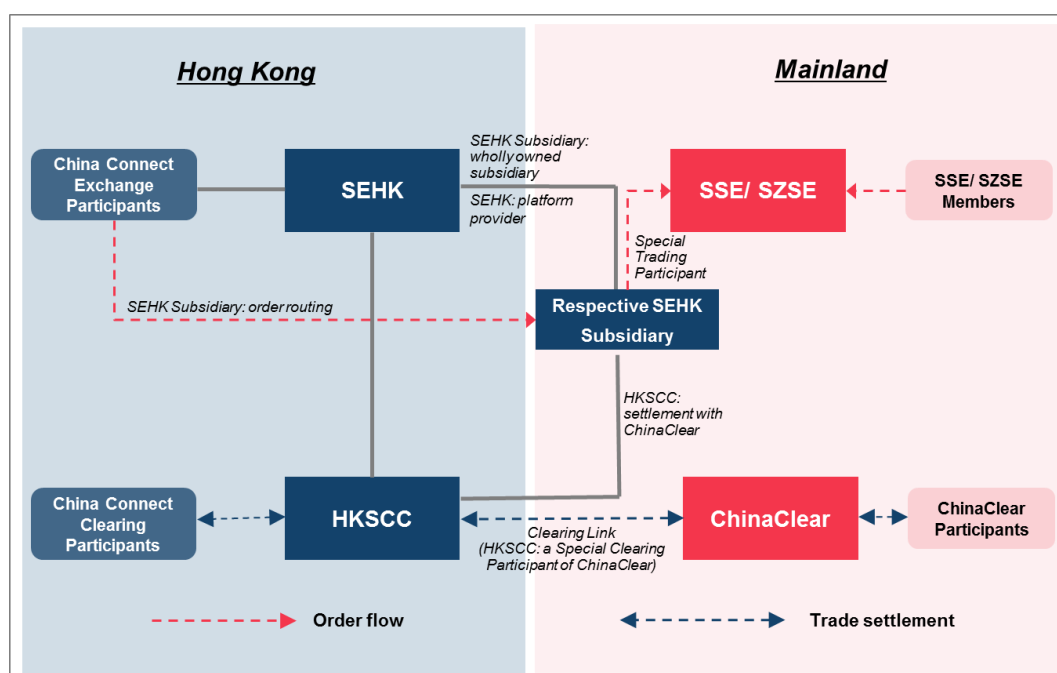 Hong Kong
Mainland
China Connect
Exchange
Participants
SEHK
SEHK Subsidiary:
wholly owned
subsidiary
SEHK: platform
provider
SSE/ SZSE
SSE/ SZSE
Members
Special
Trading
Participant
SEHK Subsidiary: order routing
Respective SEHK
Subsidiary
HKSCC:
settlement with
ChinaClear
China Connect
Clearing
Participants
HKSCC
Clearing Link
(HKSCC: a Special Clearing
Participant of ChinaClear)
ChinaClear
ChinaClear
Participants
Order flow
Trade settlement